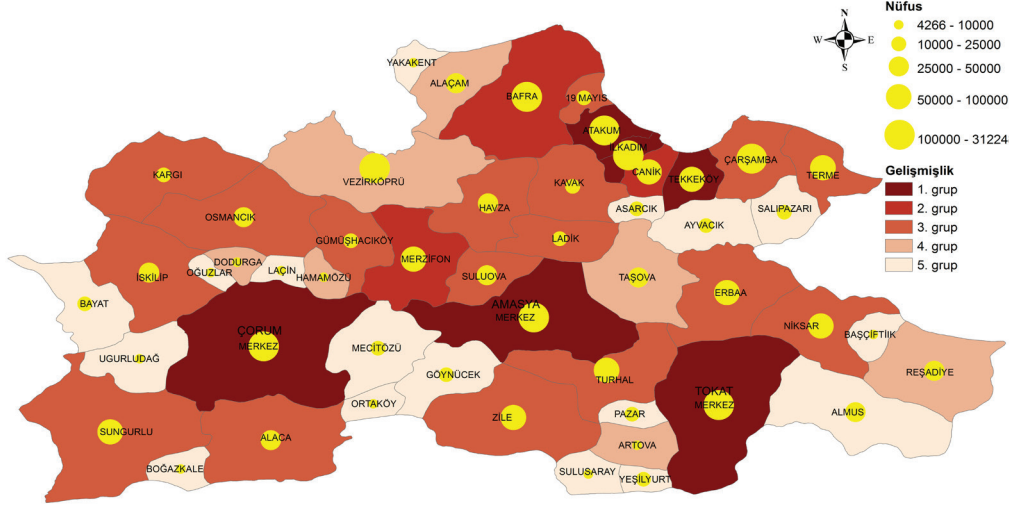 Nüfus
4266 - 10000
10000 - 25000
25000 - 50000
50000 - 100000
100000 - 31224
N
W E
S
Gelişmişlik
1. grup
2. grup
3. grup
4. grup
5. grup
YAKAKENT
ALAÇAM
BAFRA
19 MAYIS
ATAKUM
İLKADIM
CANİK
TEKKEKÖY
ÇARŞAMBA
TERME
KARGI
VEZİRKÖPRÜ
KAVAK
HAVZA
ASARCIK
SALIPAZARI
AYVACIK
OSMANCIK
GÜMÜŞHACIKÖY
LADİK
MERZİFON
DODURGA
OĞUZLAR
LAÇİN
HAMAMÖZÜ
İSKİLİP
SULUOVA
TAŞOVA
ERBAA
BAYAT
AMASYA
MERKEZ
NİKSAR
BAŞÇİFTİİK
ÇORUM
MERKEZ
MECİTÖZÜ
UGURLUDAĞ
GÖYNÜCEK
TURHAL
REŞADİYE
TOKAT
MERKEZ
ORTAKÖY
ZİLE
PAZAR
ALMUS
SUNGURLU
ALACA
ARTOVA
BOĞAZKALE
SULUSARAY
YEŞİLYURT